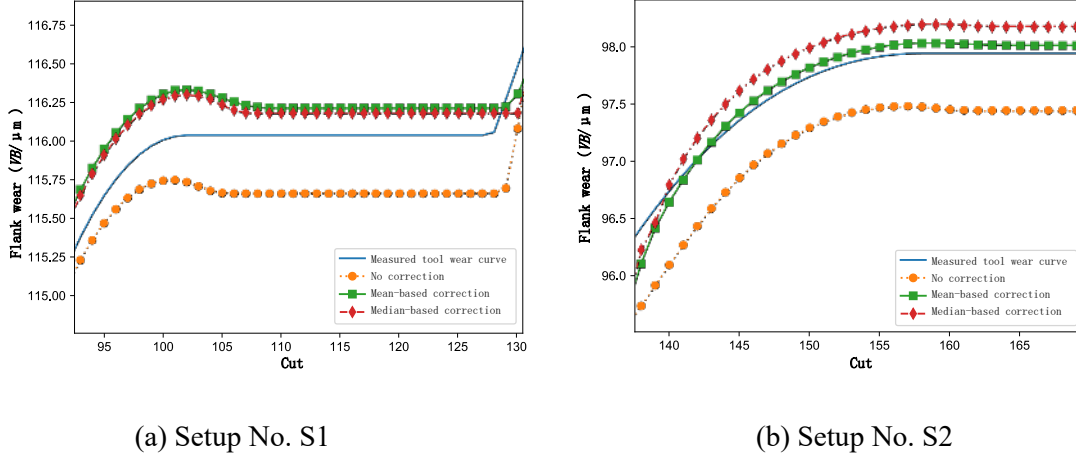 116.75
116.50
116.25
116.00
115.75
115.50
115.25
115.00
Flank wear (VB/μm)
95 100 105 110 115 120 125 130
Cut
Measured tool wear curve
No correction
Mean-based correction
Median-based correction
(a) Setup No. S1
98.0
97.5
97.0
96.5
96.0
Flank wear (VB/μm)
140 145 150 155 160 165
Cut
Measured tool wear curve
No correction
Mean-based correction
Median-based correction
(b) Setup No. S2